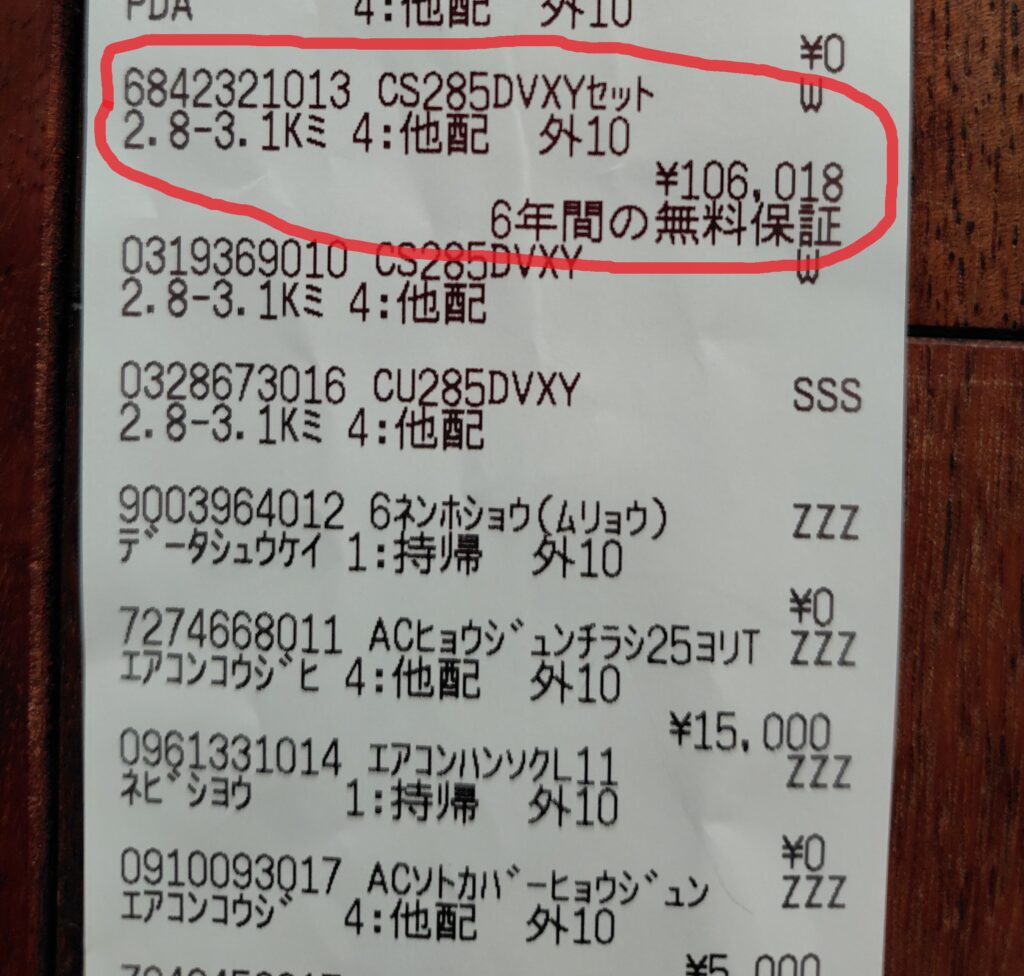 PDA 4:他配 外10
¥0
6842321013 CS285DVXYセット W
2.8-3.1Kミ 4:他配 外10
¥106,018
6年間の無料保証
0319369010 CS285DVXY W
2.8-3.1Kミ 4:他配
0328673016 CU285DVXY SSS
2.8-3.1Kミ 4:他配
9003964012 6ネンホショウ(ムリョウ) ZZZ
データシュウケイ 1:持帰 外10
¥0
7274668011 ACヒョウジュンチラシ25ヨリT ZZZ
エアコンコウジヒ 4:他配 外10
¥15,000
0961331014 エアコンハンソクL11 ZZZ
ネビショウ 1:持帰 外10
¥0
0910093017 ACソトカバーヒョウジュン ZZZ
エアコンコウジ 4:他配 外10
¥5,000